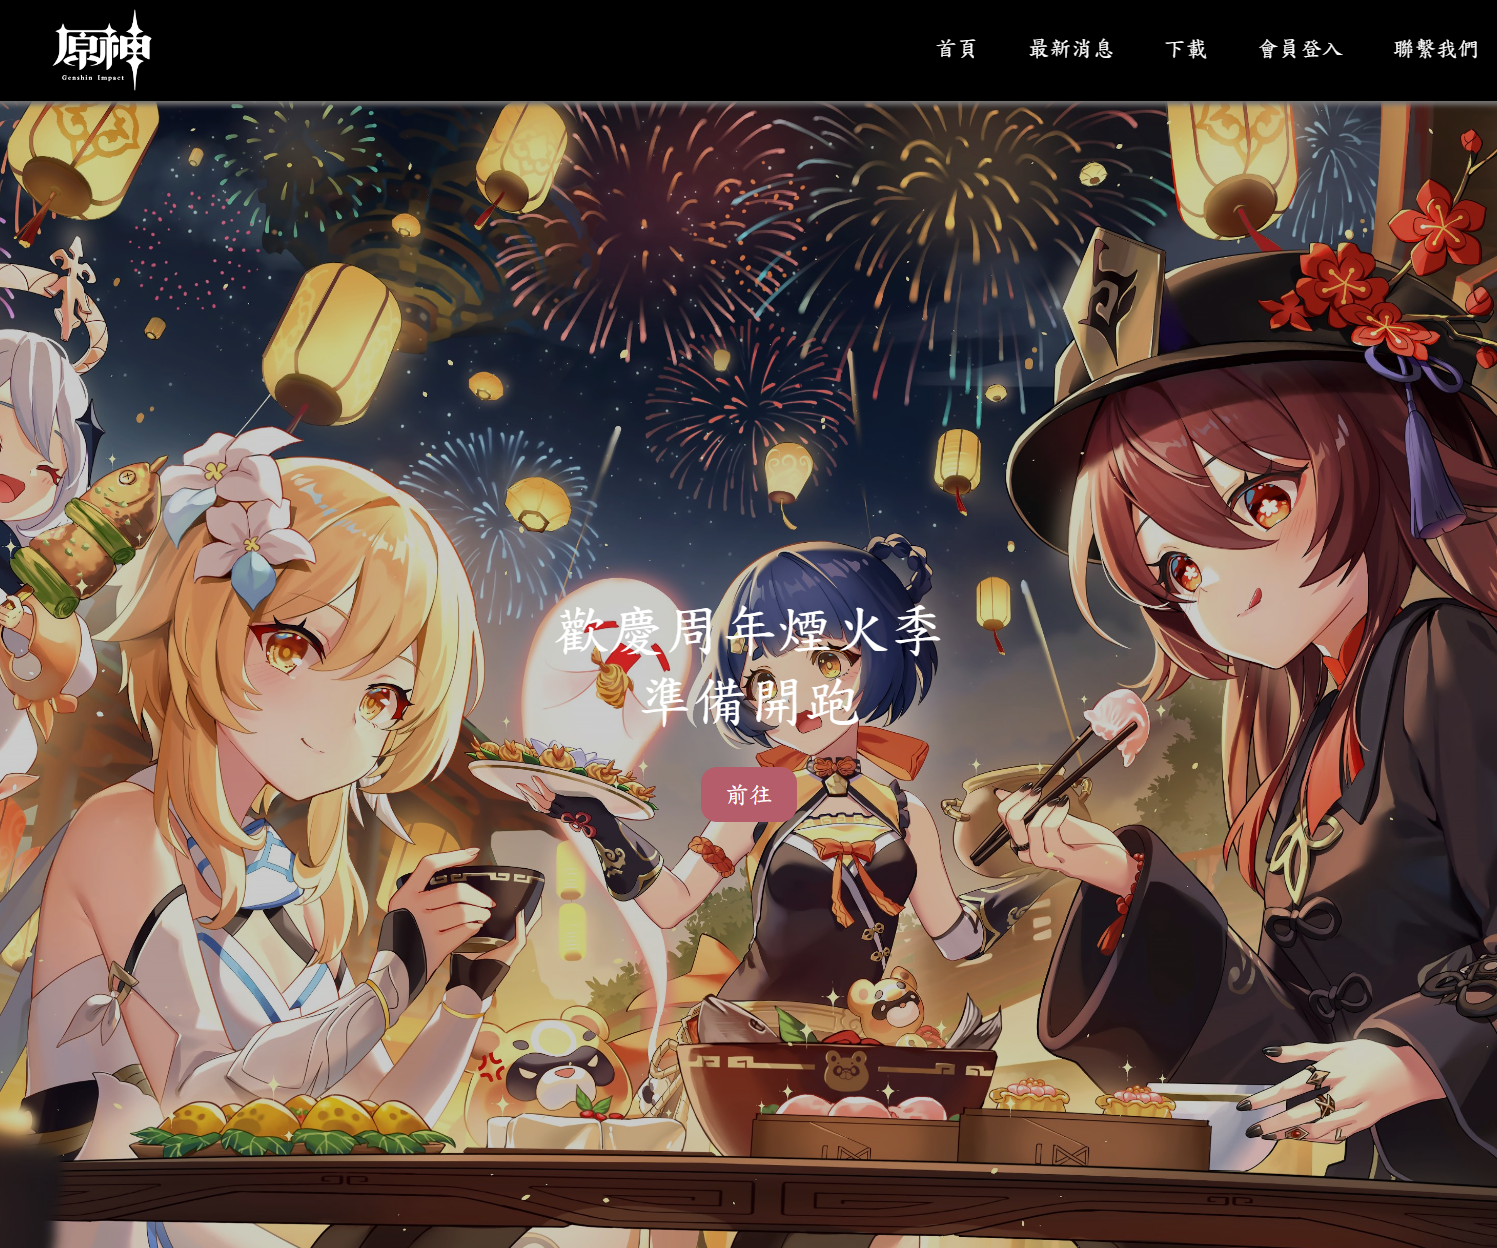 原神
Genshin Impact
首頁 最新消息 下載 會員登入 聯繫我們
歡慶周年煙火季
準備開跑
前往